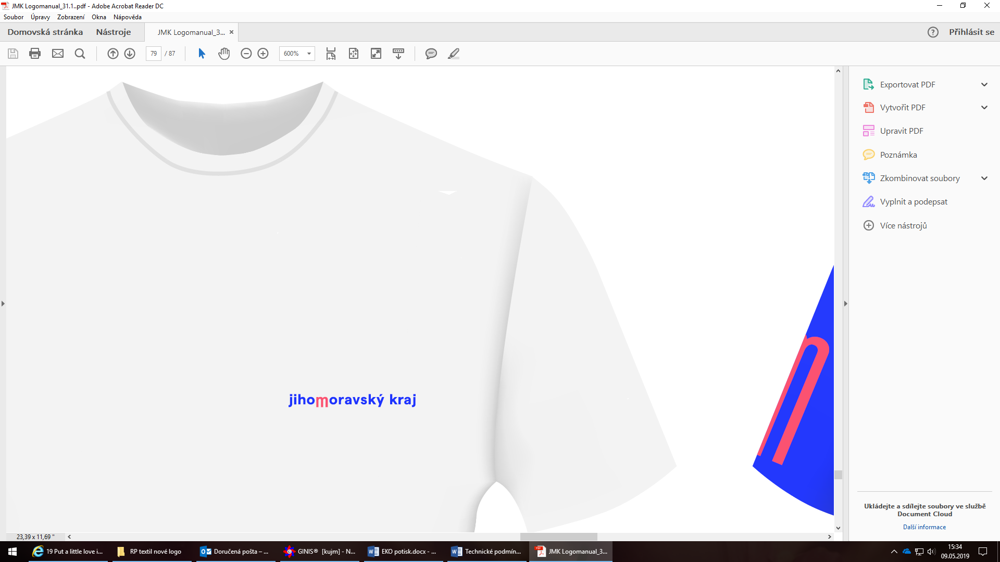 JMK Logomanual_31.1..pdf - Adobe Acrobat Reader DC
Soubor Úpravy Zobrazení Okna Nápověda
Domovská stránka Nástroje JMK Logomanual_3... × ? Přihlásit se
79 / 87 600%
Exportovat PDF
Vytvořit PDF
Upravit PDF
Poznámka
Zkombinovat soubory
Vyplnit a podepsat
Více nástrojů
jihomoravský kraj
Ukládejte a sdílejte soubory ve službě
Document Cloud
Další informace
23,39 x 11,69 "
19 Put a little love i... RP textil nové logo Doručená pošta – ... GINIS® [kujm] - N... EKO potisk.docx - ... Technické podmín... JMK Logomanual_3... 15:34
09.05.2019